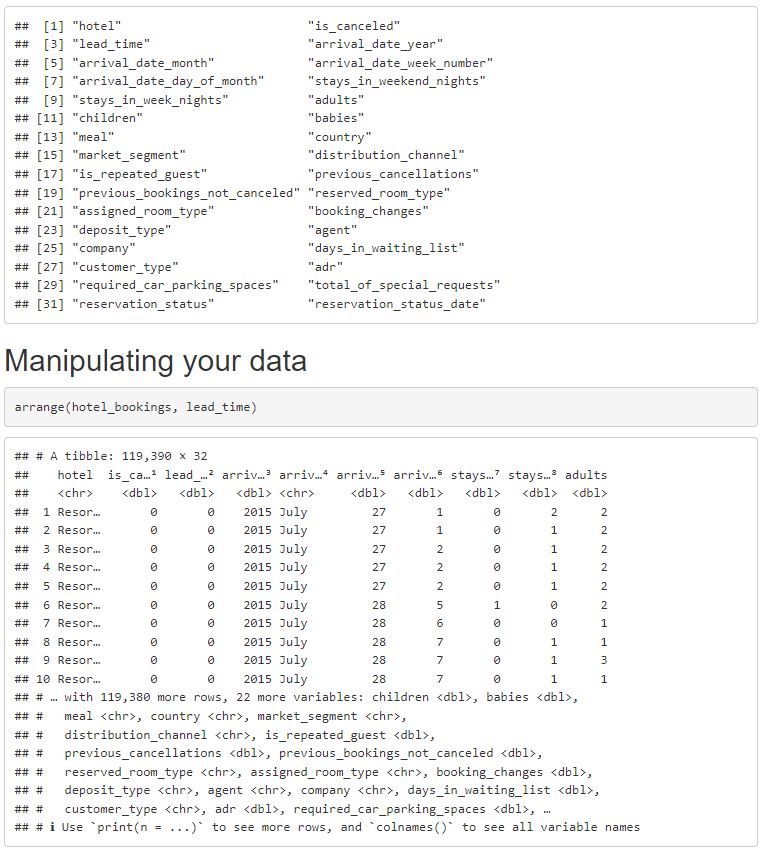 ##  [1] "hotel"                          "is_canceled"
##  [3] "lead_time"                      "arrival_date_year"
##  [5] "arrival_date_month"             "arrival_date_week_number"
##  [7] "arrival_date_day_of_month"      "stays_in_weekend_nights"
##  [9] "stays_in_week_nights"           "adults"
## [11] "children"                       "babies"
## [13] "meal"                           "country"
## [15] "market_segment"                 "distribution_channel"
## [17] "is_repeated_guest"              "previous_cancellations"
## [19] "previous_bookings_not_canceled" "reserved_room_type"
## [21] "assigned_room_type"             "booking_changes"
## [23] "deposit_type"                   "agent"
## [25] "company"                        "days_in_waiting_list"
## [27] "customer_type"                  "adr"
## [29] "required_car_parking_spaces"    "total_of_special_requests"
## [31] "reservation_status"             "reservation_status_date"
Manipulating your data
arrange(hotel_bookings, lead_time)
## # A tibble: 119,390 × 32
##    hotel  is_ca…¹ lead_…² arriv…³ arriv…⁴ arriv…⁵ arriv…⁶ stays…⁷ stays…⁸ adults
##    <chr>    <dbl>   <dbl>   <dbl> <chr>     <dbl>   <dbl>   <dbl>   <dbl>  <dbl>
##  1 Resor…       0       0    2015 July         27       1       0       2      2
##  2 Resor…       0       0    2015 July         27       1       0       1      2
##  3 Resor…       0       0    2015 July         27       2       0       1      2
##  4 Resor…       0       0    2015 July         27       2       0       1      2
##  5 Resor…       0       0    2015 July         27       2       0       1      2
##  6 Resor…       0       0    2015 July         28       5       1       0      2
##  7 Resor…       0       0    2015 July         28       6       0       0      1
##  8 Resor…       0       0    2015 July         28       7       0       1      1
##  9 Resor…       0       0    2015 July         28       7       0       1      3
## 10 Resor…       0       0    2015 July         28       7       0       1      1
## # … with 119,380 more rows, 22 more variables: children <dbl>, babies <dbl>,
## #   meal <chr>, country <chr>, market_segment <chr>,
## #   distribution_channel <chr>, is_repeated_guest <dbl>,
## #   previous_cancellations <dbl>, previous_bookings_not_canceled <dbl>,
## #   reserved_room_type <chr>, assigned_room_type <chr>, booking_changes <dbl>,
## #   deposit_type <chr>, agent <chr>, company <chr>, days_in_waiting_list <dbl>,
## #   customer_type <chr>, adr <dbl>, required_car_parking_spaces <dbl>, …
## # ℹ Use `print(n = ...)` to see more rows, and `colnames()` to see all variable names